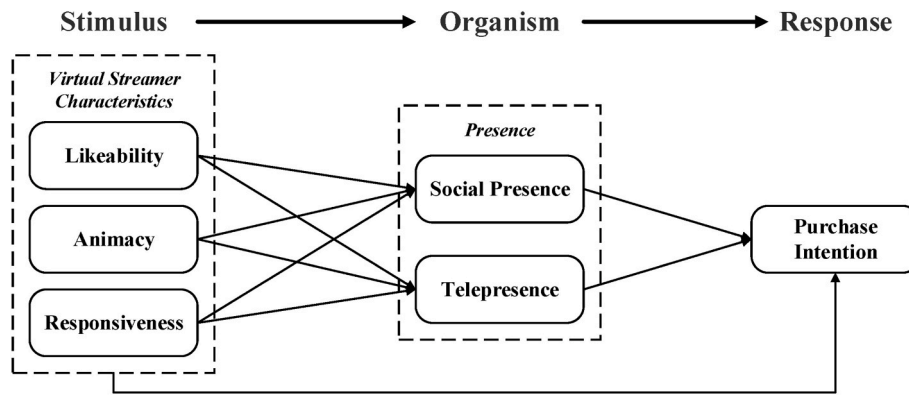 Stimulus Organism Response
Virtual Streamer
Characteristics
Likeability
Animacy
Responsiveness
Presence
Social Presence
Telepresence
Purchase
Intention